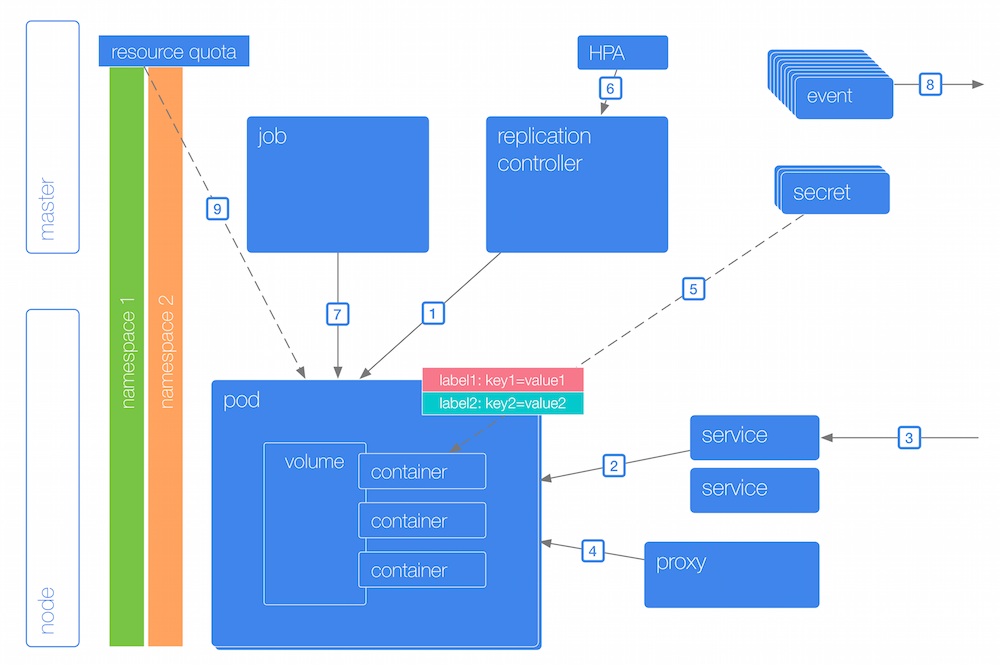 resource quota
HPA
6
event
8
job
replication
controller
secret
master
9
5
7
1
namespace 1
namespace 2
label1: key1=value1
label2: key2=value2
pod
service
3
volume
container
2
service
container
4
proxy
container
node